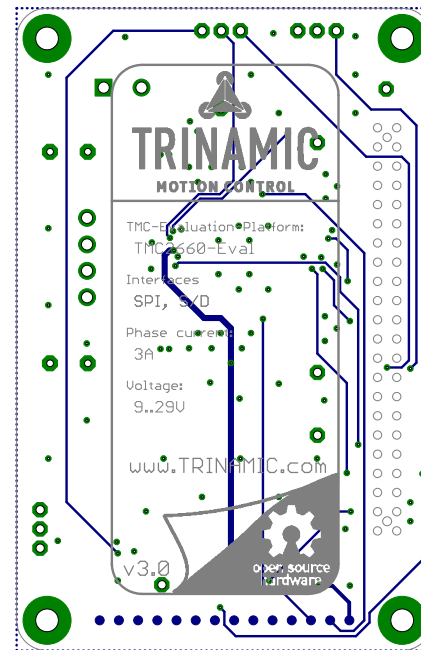 TRINAMIC
MOTION CONTROL
TMC-Evaluation-Platform:
TMC2660-Eval
Interfaces
SPI, S/D
Phase current:
3A
Voltage:
9..29V
www.TRINAMIC.com
v3.0
open source
hardware